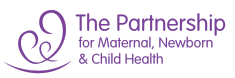 The Partnership
for Maternal, Newborn
& Child Health